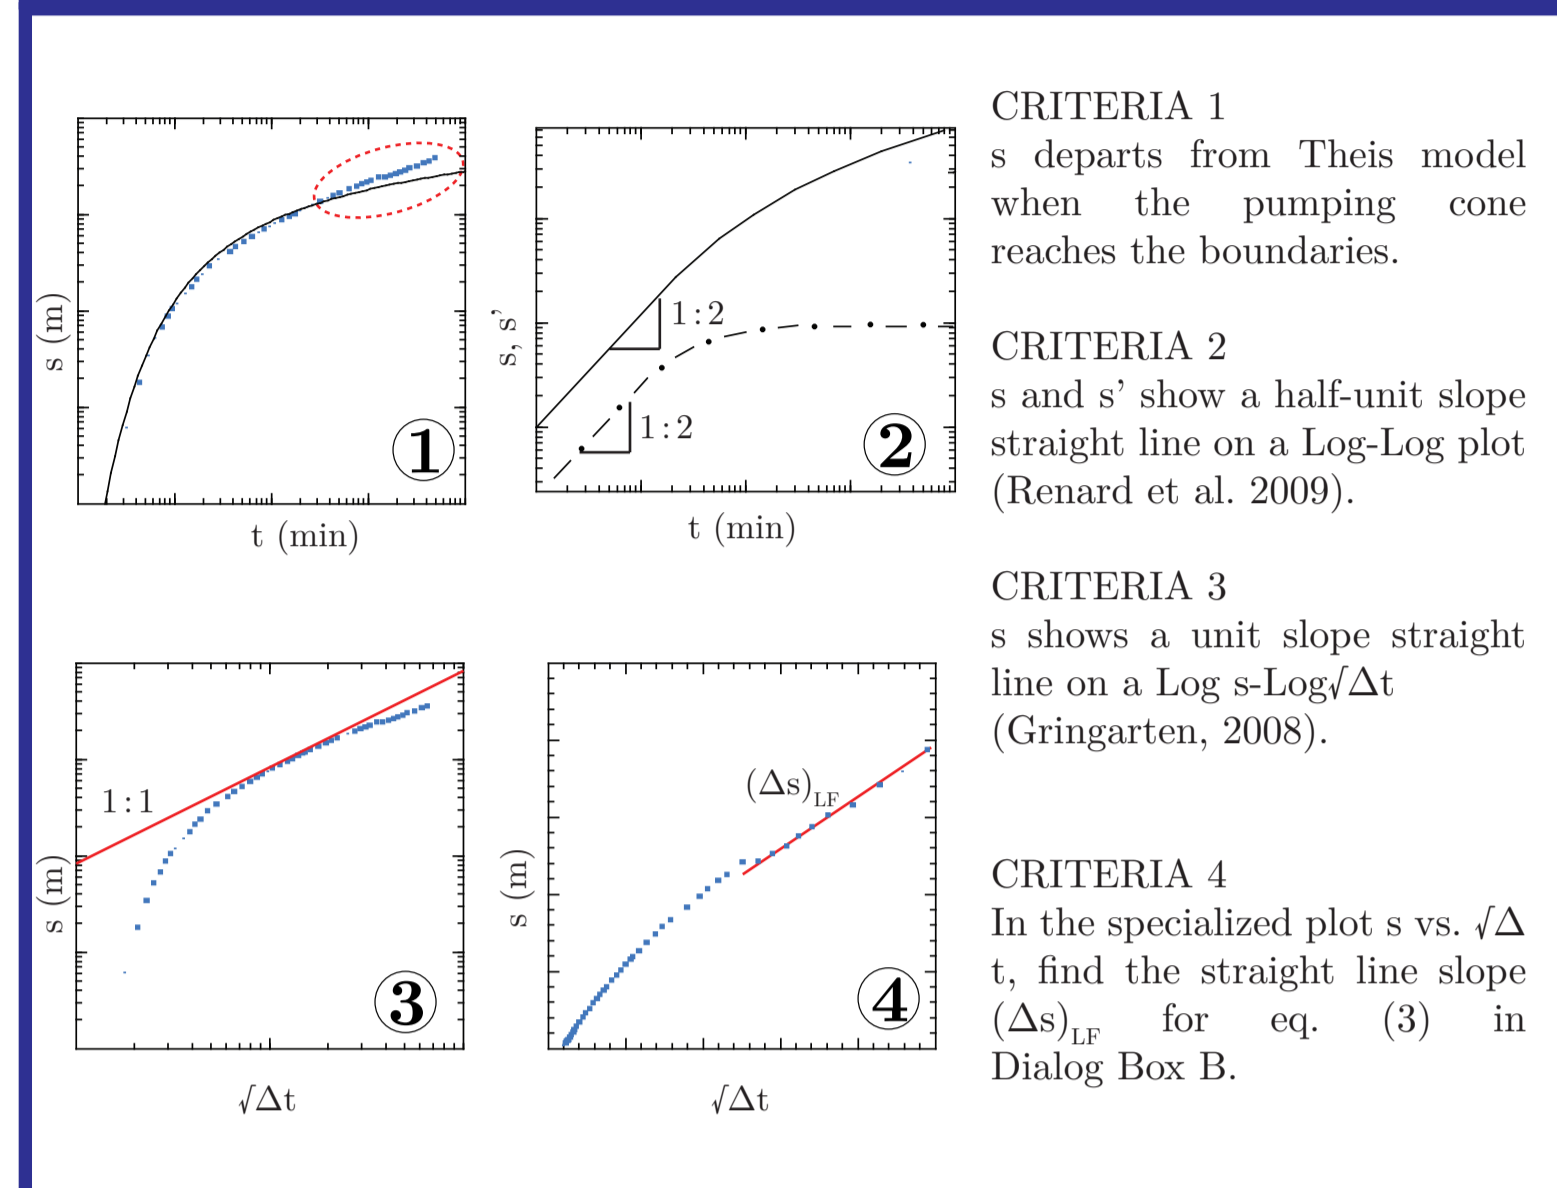 s (m)
t (min)
1
s, s’
1:2
1:2
t (min)
2
CRITERIA 1
s departs from Theis model
when the pumping cone
reaches the boundaries.
CRITERIA 2
s and s’ show a half-unit slope
straight line on a Log-Log plot
(Renard et al. 2009).
CRITERIA 3
s shows a unit slope straight
line on a Log s-Log√Δt
(Gringarten, 2008).
CRITERIA 4
In the specialized plot s vs. √Δ
t, find the straight line slope
(Δs)LF for eq. (3) in
Dialog Box B.
1:1
s (m)
√Δt
3
(Δs)LF
s (m)
√Δt
4